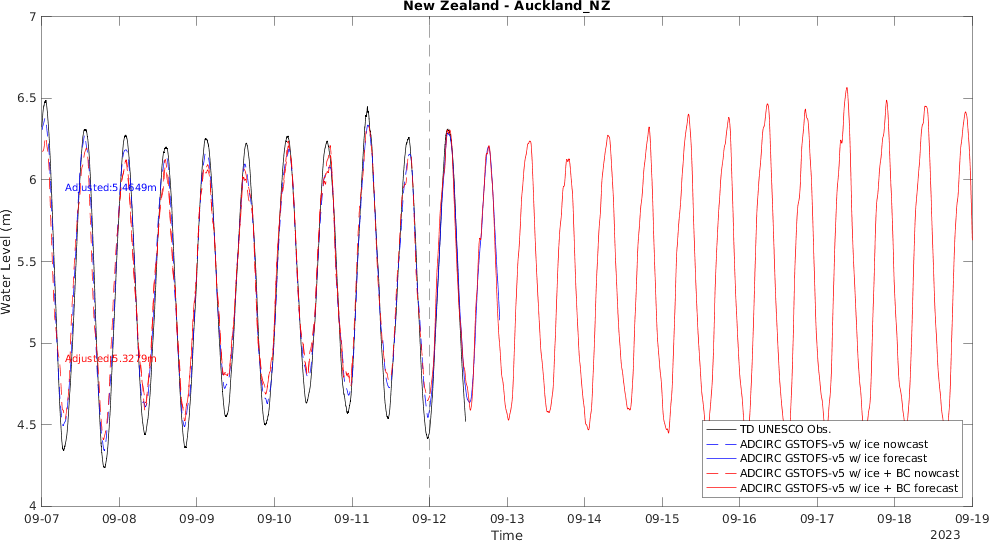 New Zealand - Auckland_NZ
7
6.5
6
5.5
5
4.5
4
Water Level (m)
Adjusted:5.4649m
Adjusted:5.3279m
TD UNESCO Obs.
ADCIRC GSTOFS-v5 w/ ice nowcast
ADCIRC GSTOFS-v5 w/ ice forecast
ADCIRC GSTOFS-v5 w/ ice + BC nowcast
ADCIRC GSTOFS-v5 w/ ice + BC forecast
09-07 09-08 09-09 09-10 09-11 09-12 09-13 09-14 09-15 09-16 09-17 09-18 09-19
Time
2023